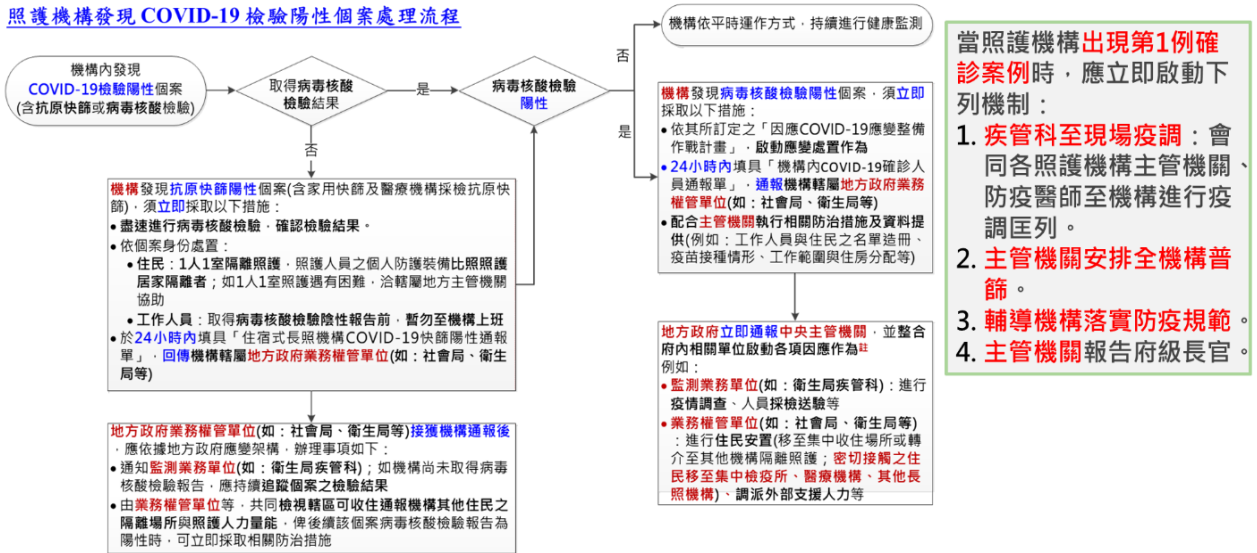 照護機構發現 COVID-19 檢驗陽性個案處理流程
機構內發現
COVID-19檢驗陽性個案
(含抗原快篩或病毒核酸檢驗)
取得病毒核酸
檢驗結果
是
病毒核酸檢驗
陽性
否
機構依平時運作方式，持續進行健康監測
是
否
機構發現抗原快篩陽性個案(含家用快篩及醫療機構採檢抗原快
篩)，須立即採取以下措施：
• 盡速進行病毒核酸檢驗，確認檢驗結果。
• 依個案身份處置：
• 住民：1人1室隔離照護，照護人員之個人防護裝備比照照護
居家隔離者；如1人1室照護遇有困難，洽轄屬地方主管機關
協助
• 工作人員：取得病毒核酸檢驗陰性報告前，暫勿至機構上班
• 於24小時內填具「住宿式長照機構COVID-19快篩陽性通報
單」，回傳機構轄屬地方政府業務權管單位(如：社會局、衛生
局等)
地方政府業務權管單位(如：社會局、衛生局等)接獲機構通報後
，應依據地方政府應變架構，辦理事項如下：
• 通知監測業務單位(如：衛生局疾管科)；如機構尚未取得病毒
核酸檢驗報告，應持續追蹤個案之檢驗結果
• 由業務權管單位等，共同檢視轄區可收住通報機構其他住民之
隔離場所與照護人力量能，俾後續該個案病毒核酸檢驗報告為
陽性時，可立即採取相關防治措施
機構發現病毒核酸檢驗陽性個案，須立即
採取以下措施：
• 依其所訂定之「因應COVID-19應變整備
作戰計畫」，啟動應變處置作為
• 24小時內填具「機構內COVID-19確診人
員通報單」，通報機構轄屬地方政府業務
權管單位(如：社會局、衛生局等)
• 配合主管機關執行相關防治措施及資料提
供(例如：工作人員與住民之名單造冊、
疫苗接種情形、工作範圍與住房分配等)
地方政府立即通報中央主管機關，並整合
府內相關單位啟動各項因應作為註
例如：
• 監測業務單位(如：衛生局疾管科)：進行
疫情調查、人員採檢送驗等
• 業務權管單位(如：社會局、衛生局等)
：進行住民安置(移至集中收住場所或轉
介至其他機構隔離照護；密切接觸之住
民移至集中檢疫所、醫療機構、其他長
照機構)、調派外部支援人力等
當照護機構出現第1例確
診案例時，應立即啟動下
列機制：
1. 疾管科至現場疫調：會
同各照護機構主管機關、
防疫醫師至機構進行疫
調匡列。
2. 主管機關安排全機構普
篩。
3. 輔導機構落實防疫規範。
4. 主管機關報告府級長官。